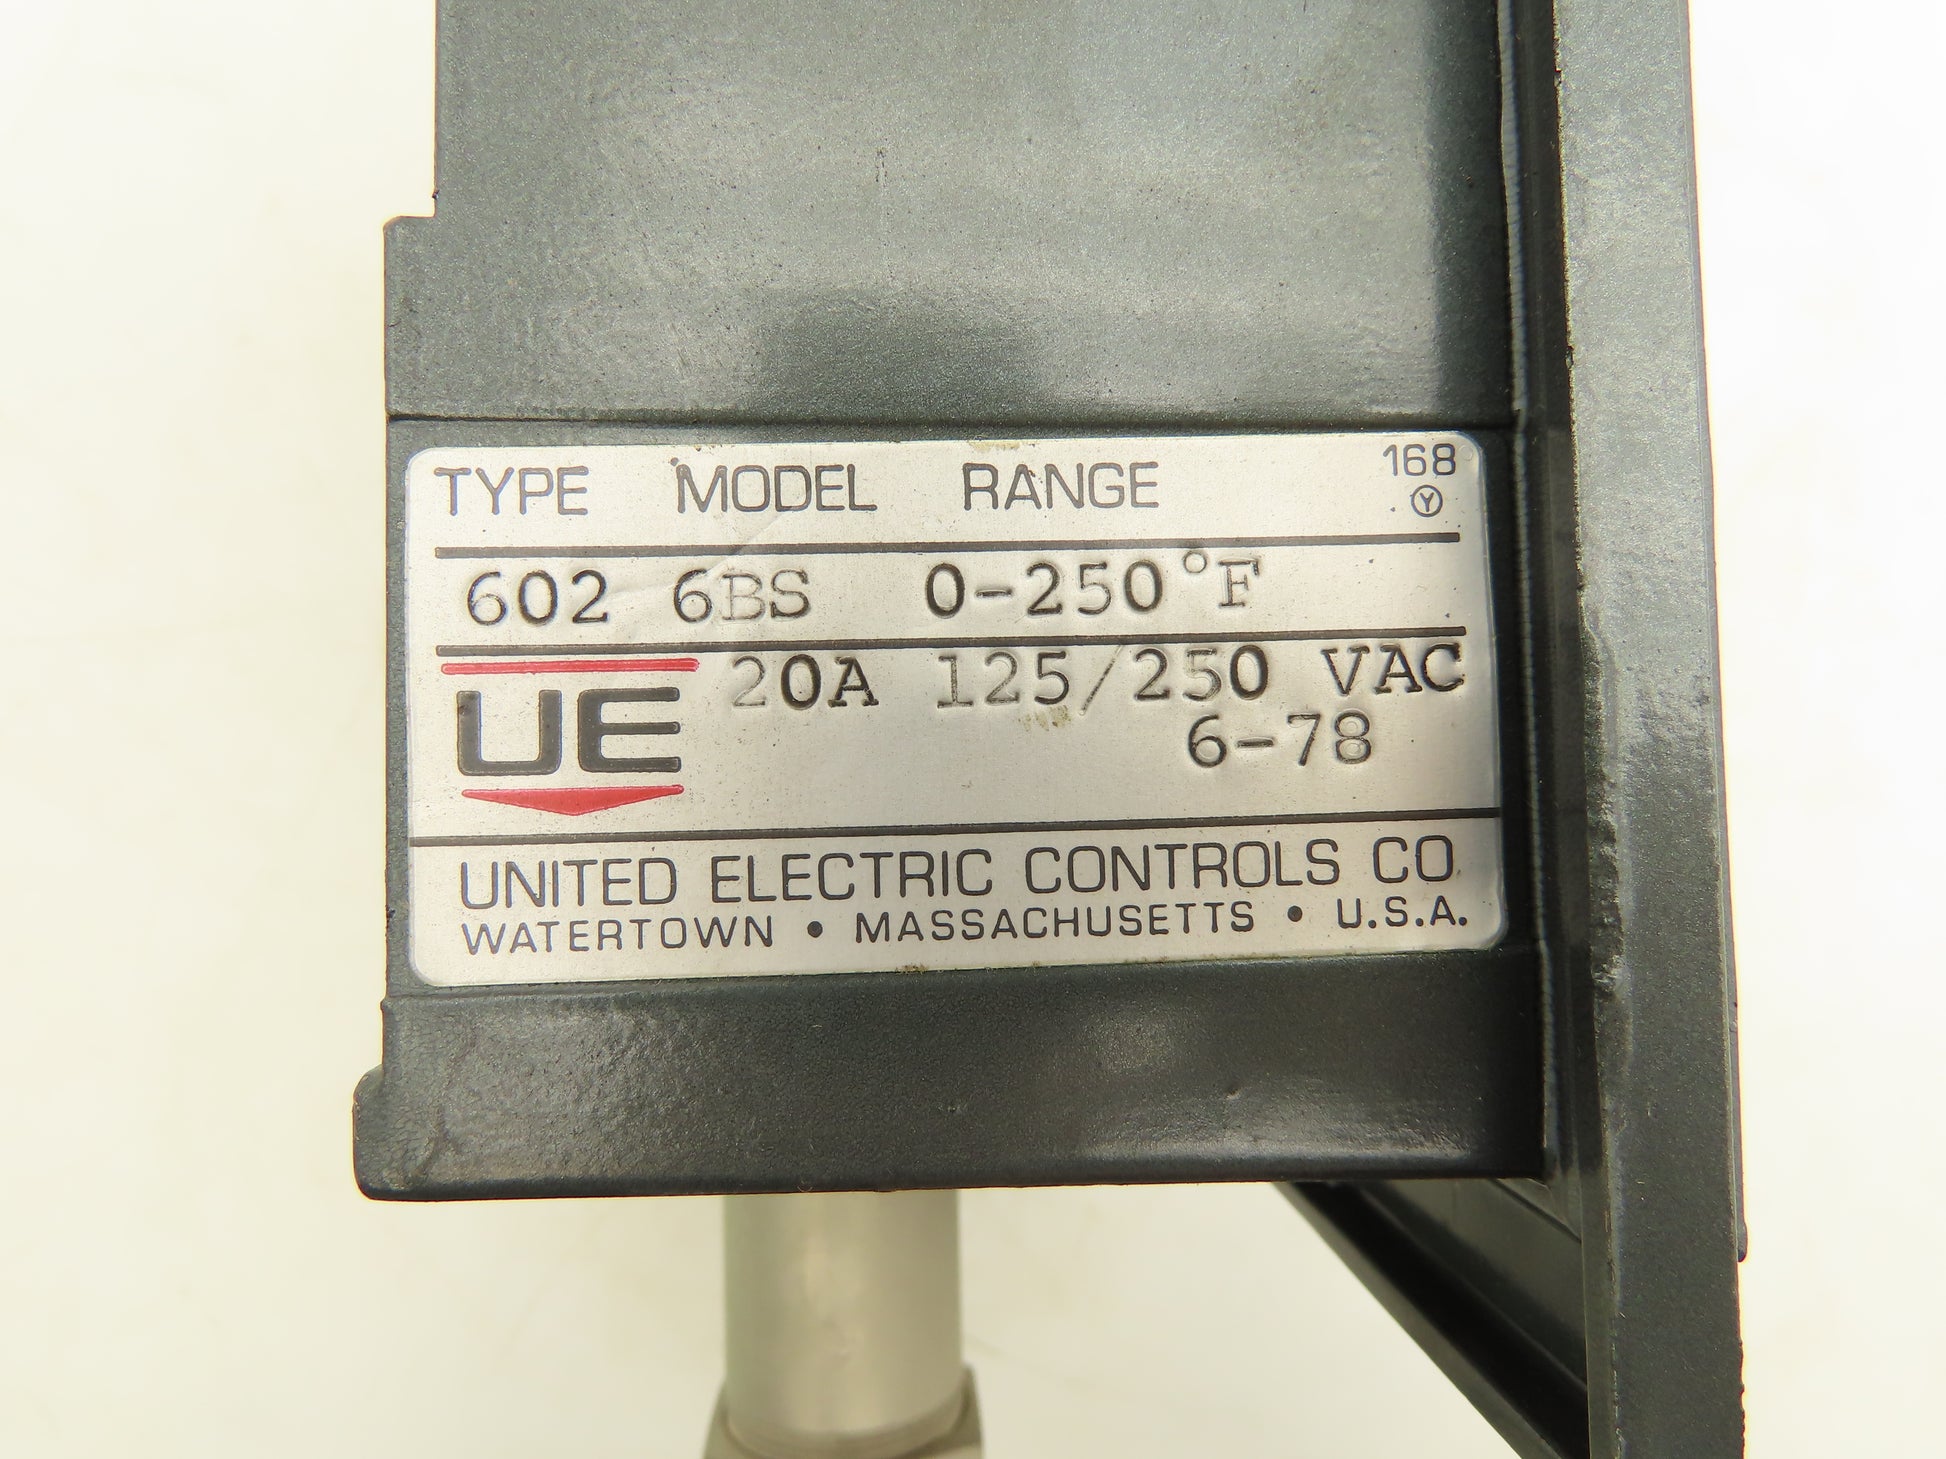 TYPE MODEL RANGE 168
Y
602 6BS 0-250°F
UE 20A 125/250 VAC
6-78
UNITED ELECTRIC CONTROLS CO.
WATERTOWN • MASSACHUSETTS • U.S.A.